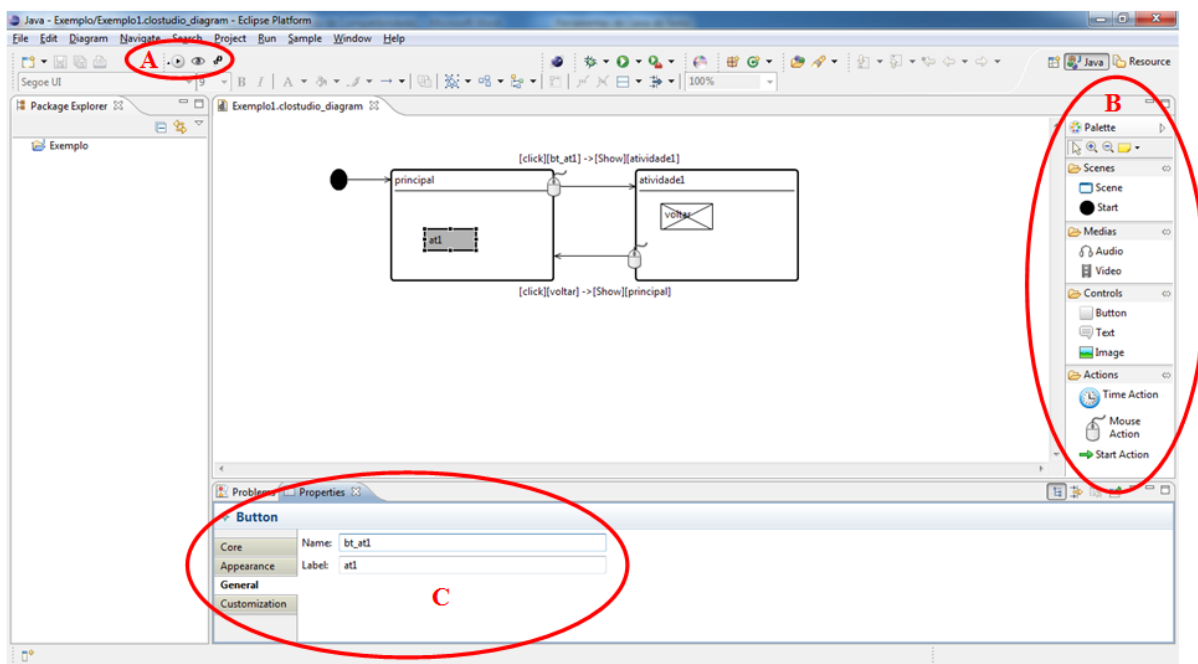 Java - Exemplo/Exemplo1.clostudio_diagram - Eclipse Platform
File Edit Diagram Navigate Search Project Run Sample Window Help
A
Segoe UI 9 B I A 100%
Java Resource
Package Explorer
Exemplo
Exemplo1.clostudio_diagram
[click][bt_at1] ->[Show][atividade1]
principal
at1
atividade1
voltar
[click][voltar] ->[Show][principal]
B
Palette
Scenes
Scene
Start
Medias
Audio
Video
Controls
Button
Text
Image
Actions
Time Action
Mouse
Action
Start Action
Problems Properties
Button
Core
Appearance
General
Customization
Name: bt_at1
Label: at1
C